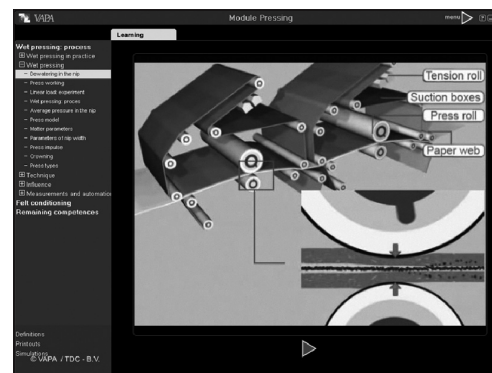 VAPA
Module Pressing
menu
Learning
Wet pressing: process
Wet pressing in practice
Wet pressing
- Dewatering in the nip
- Press working
- Linear load experiment
- Wet pressing: proces
- Average pressure in the nip
- Press model
- Matter parameters
- Parameters of nip width
- Press impulse
- Crowning
- Press types
Technique
Influence
Measurements and automation
Felt conditioning
Remaining competences
Tension roll
Suction boxes
Press roll
Paper web
Definitions
Printouts
Simulations
© VAPA / TDC - B.V.